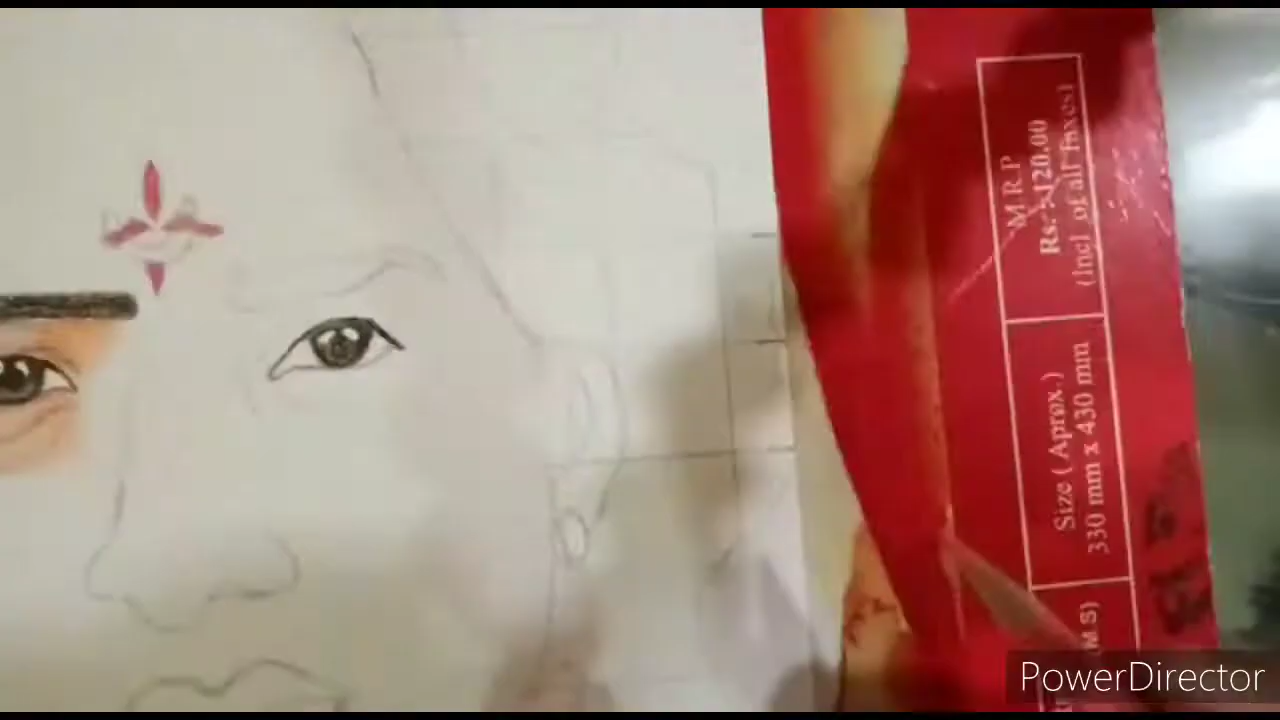 M.R.P
Rs. 120.00
(Incl of all Taxes)
Size ( Aprox.)
330 mm x 430 mm
PowerDirector